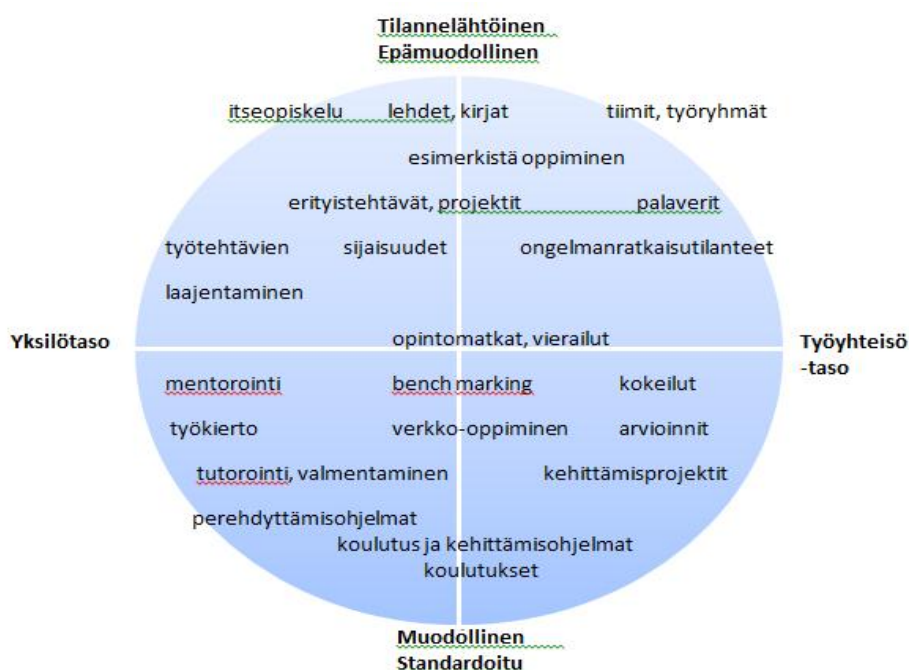 Tilannelähtöinen
Epämuodollinen
itseopiskelu lehdet, kirjat tiimit, työryhmät
esimerkistä oppiminen
erityistehtävät, projektit palaverit
työtehtävien sijaisuudet ongelmanratkaisutilanteet
laajentaminen
opintomatkat, vierailut
Yksilötaso Työyhteisö
-taso
mentorointi bench marking kokeilut
työkierto verkko-oppiminen arvioinnit
tutorointi, valmentaminen kehittämisprojektit
perehdyttämisohjelmat
koulutus ja kehittämisohjelmat
koulutukset
Muodollinen
Standardoitu